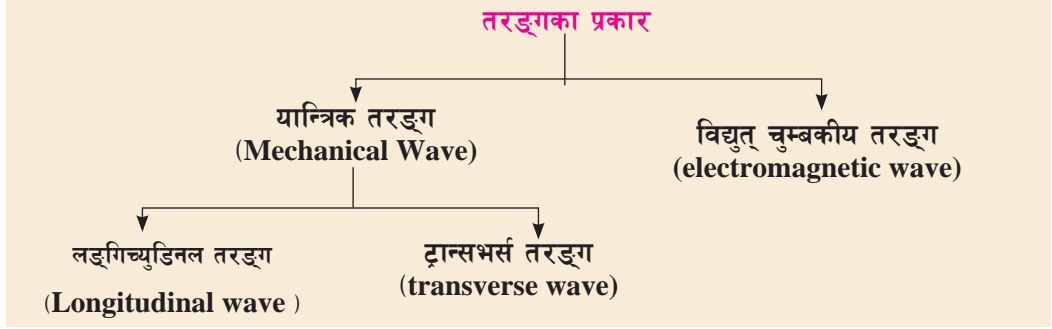 तरङ्गका प्रकार
यान्त्रिक तरङ्ग
(Mechanical Wave)
विद्युत् चुम्बकीय तरङ्ग
(electromagnetic wave)
लङ्गिच्युडिनल तरङ्ग
(Longitudinal wave )
ट्रान्सभर्स तरङ्ग
(transverse wave)